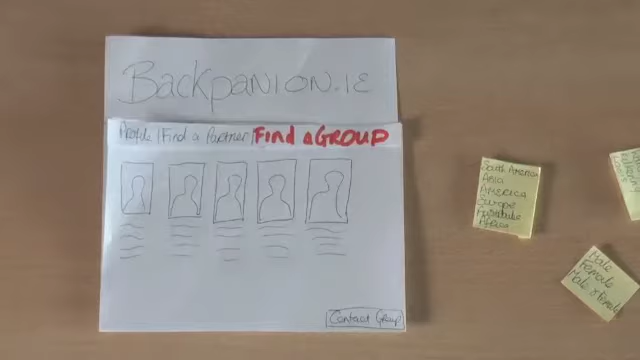 Backpanion.ie
Profile | Find a Partner | Find a GROUP
Contact Group
South America
Asia
America
Europe
Australia
Africa
Male
Female
Male & Female